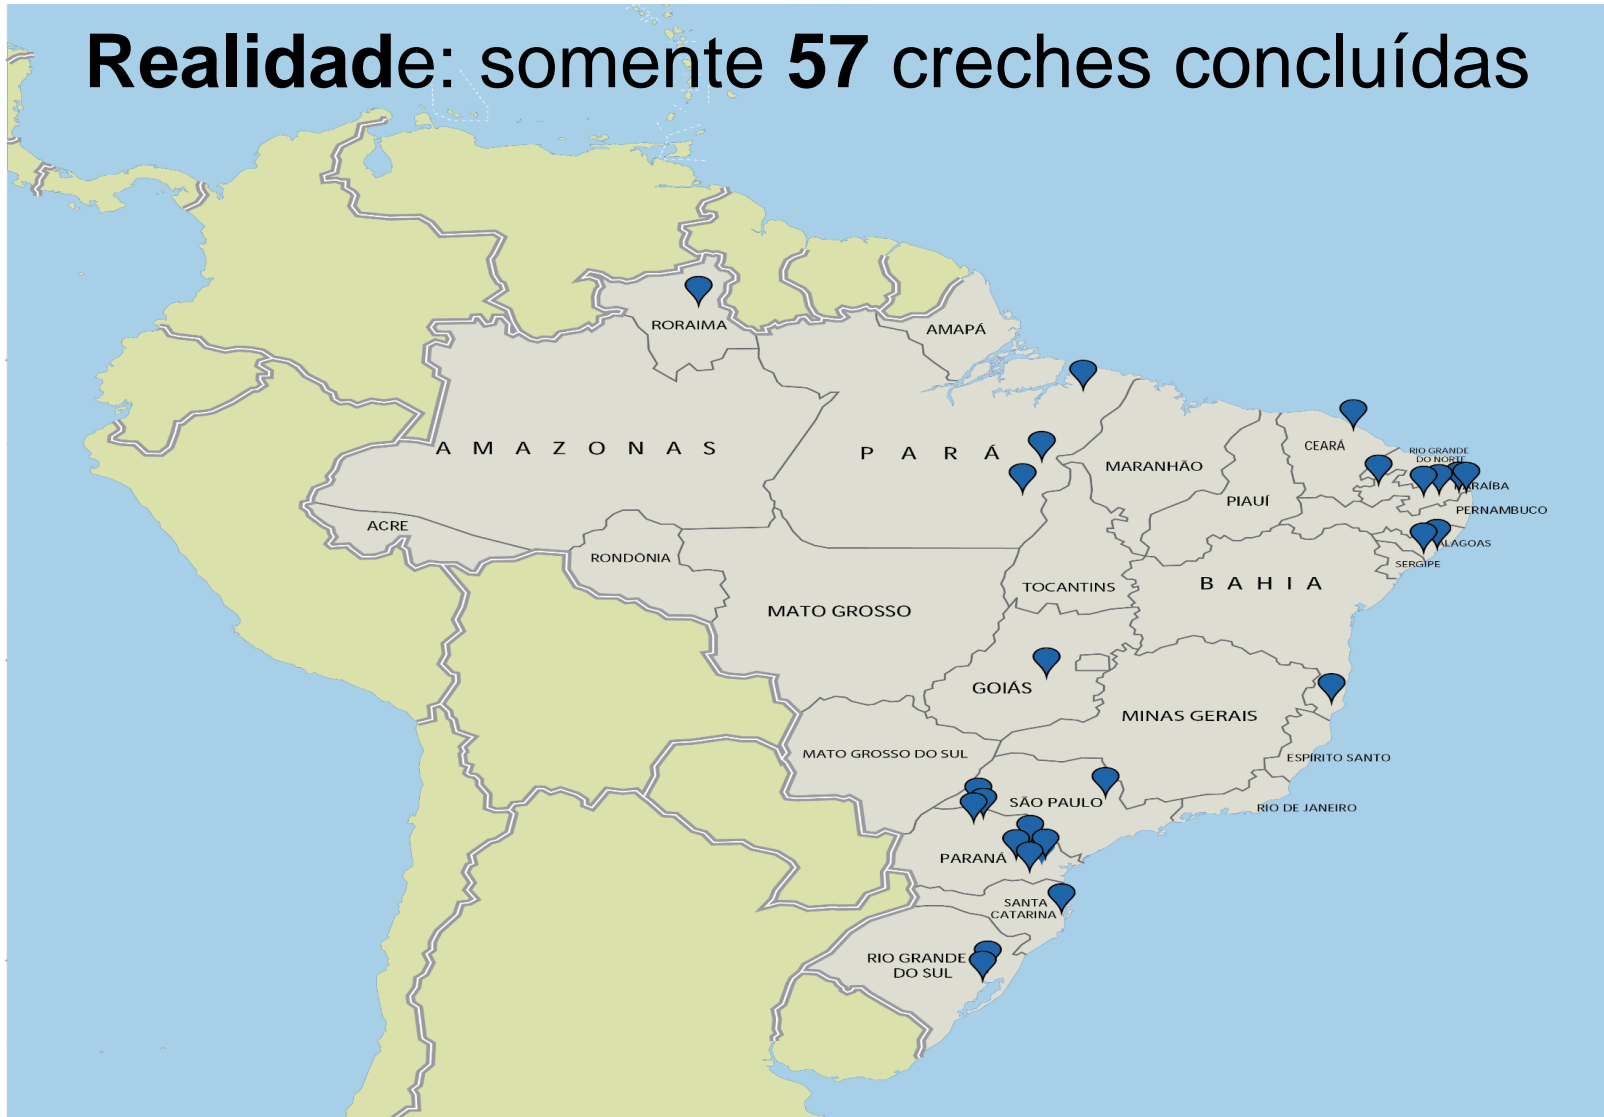 Realidade: somente 57 creches concluídas
RORAIMA
AMAPÁ
AMAZONAS
PARÁ
MARANHÃO
CEARÁ
RIO GRANDE
DO NORTE
PIAUÍ
PERNAMBUCO
ACRE
RONDÔNIA
ALAGOAS
SERGIPE
TOCANTINS
BAHIA
MATO GROSSO
GOIÁS
MINAS GERAIS
MATO GROSSO DO SUL
ESPÍRITO SANTO
SÃO PAULO
RIO DE JANEIRO
PARANÁ
SANTA
CATARINA
RIO GRANDE
DO SUL